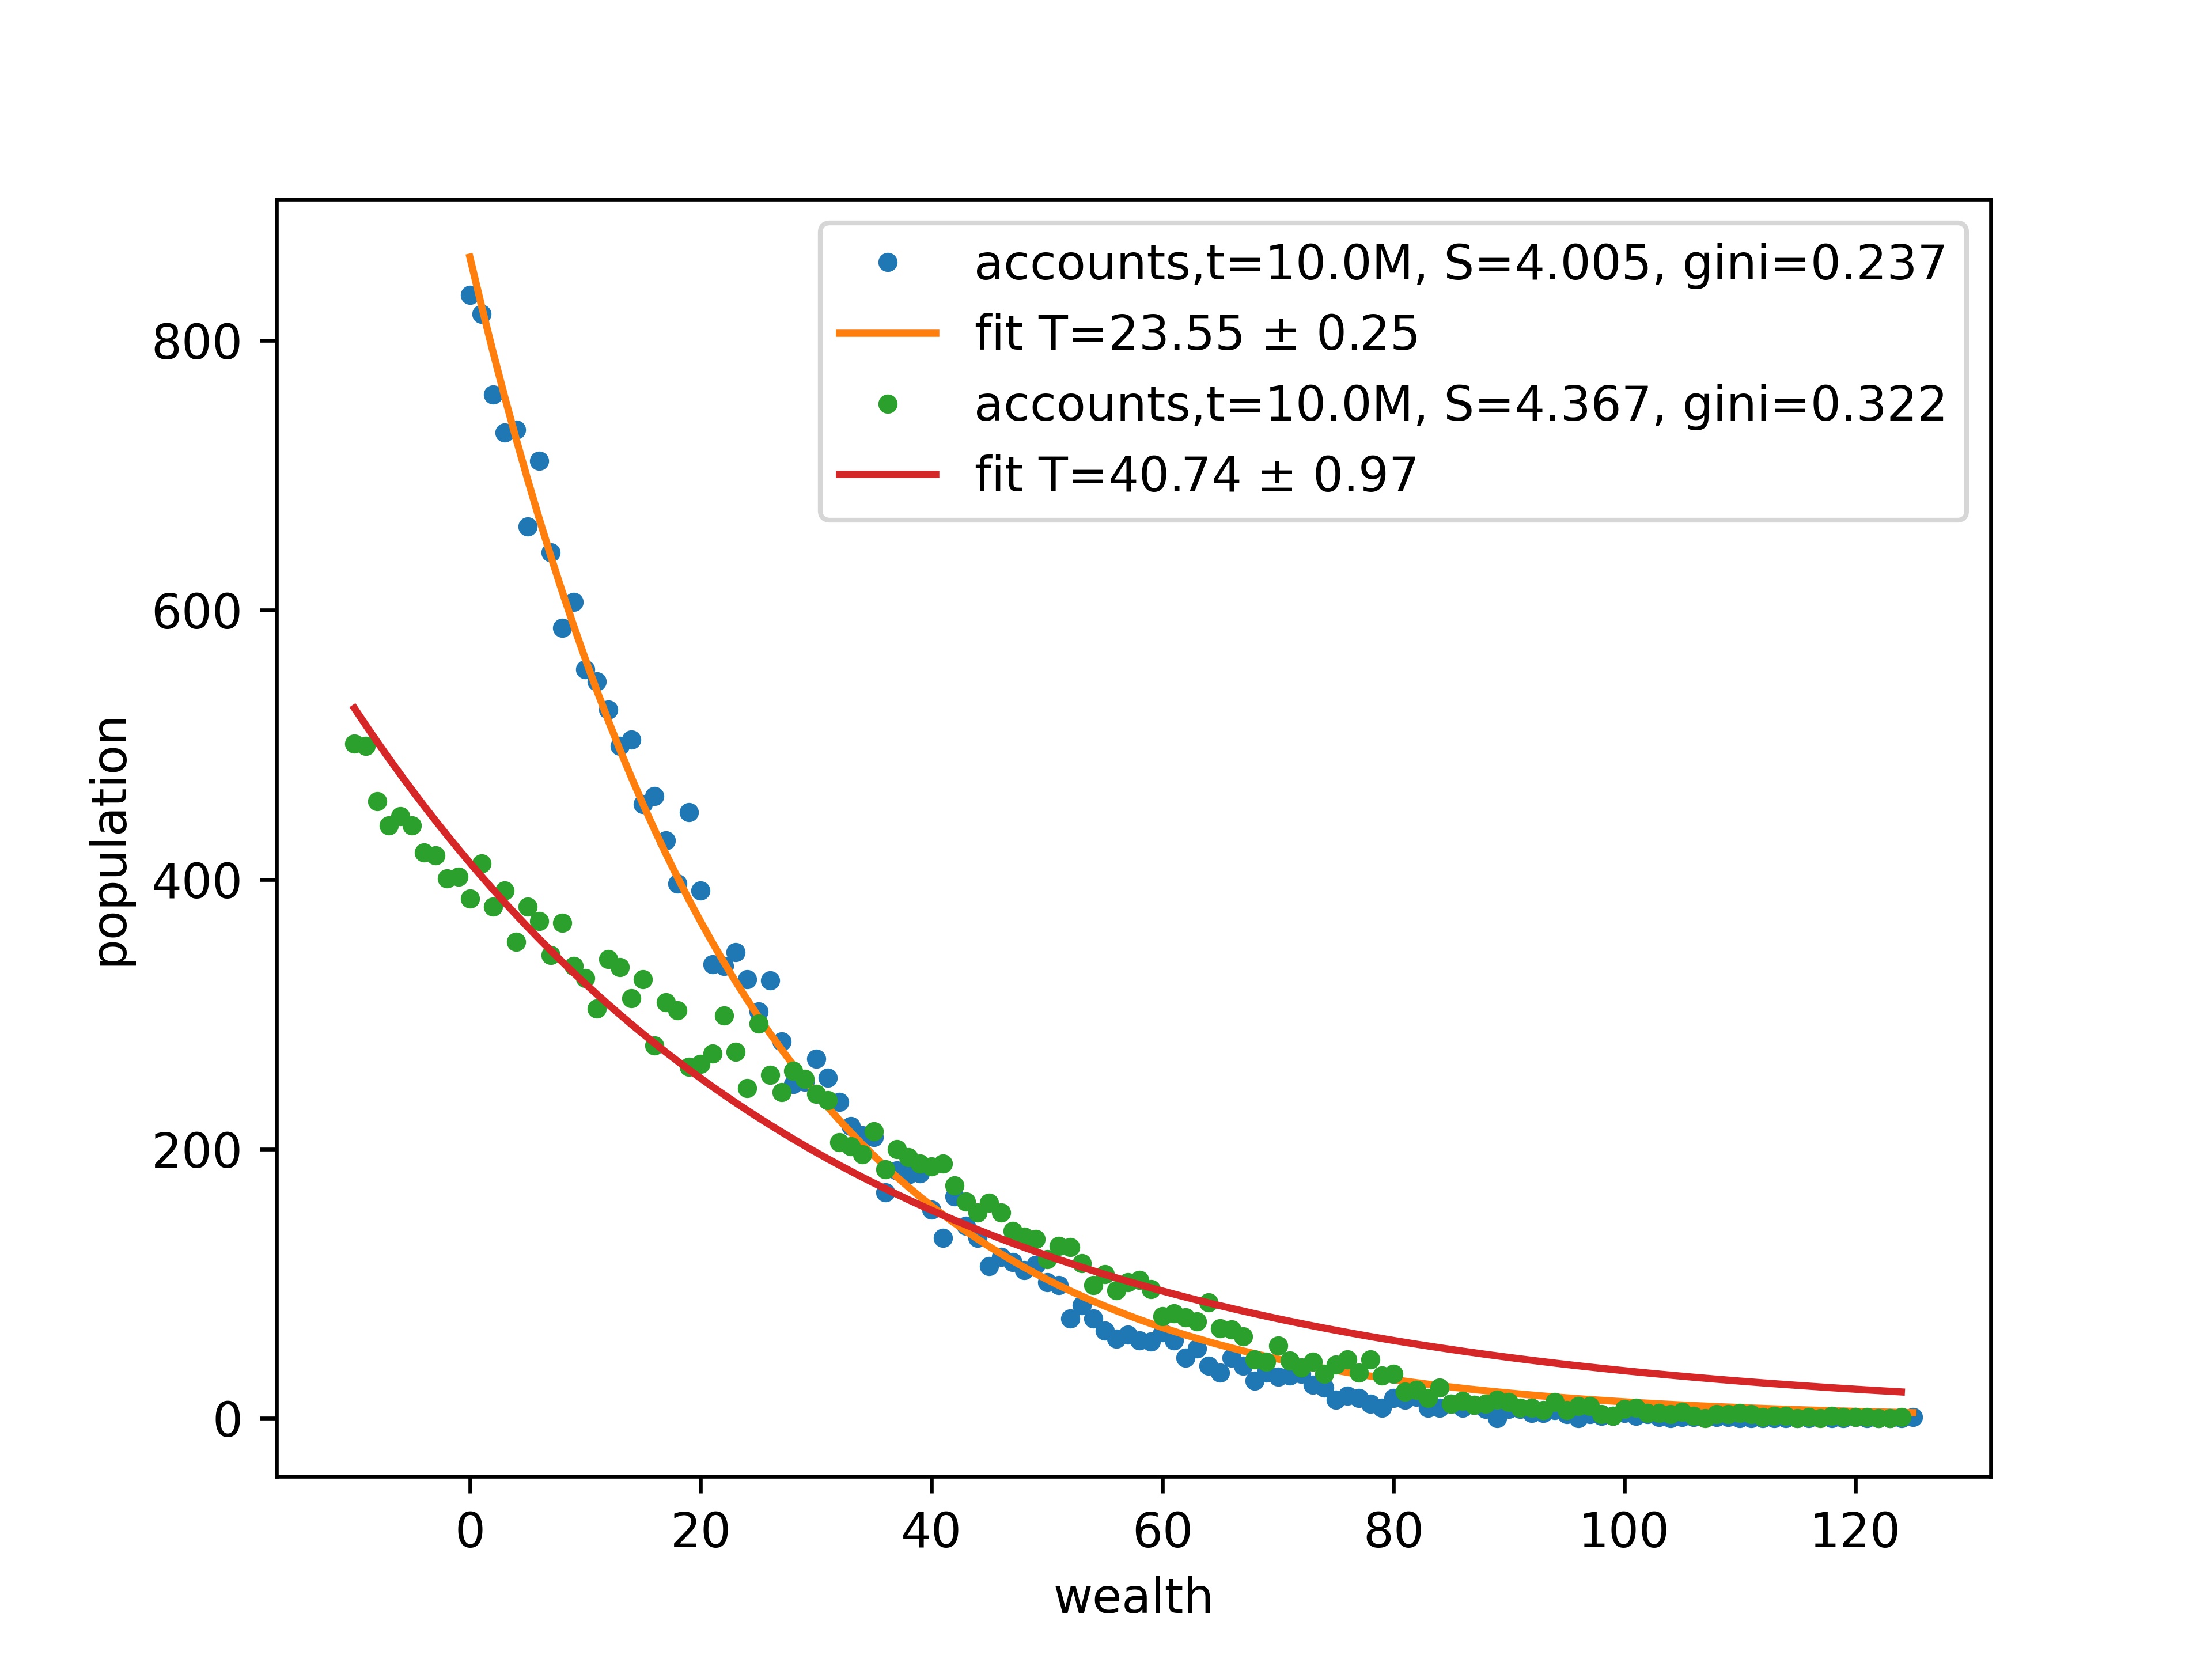 accounts,t=10.0M, S=4.005, gini=0.237
fit T=23.55 ± 0.25
accounts,t=10.0M, S=4.367, gini=0.322
fit T=40.74 ± 0.97
800
600
400
200
0
population
0 20 40 60 80 100 120
wealth